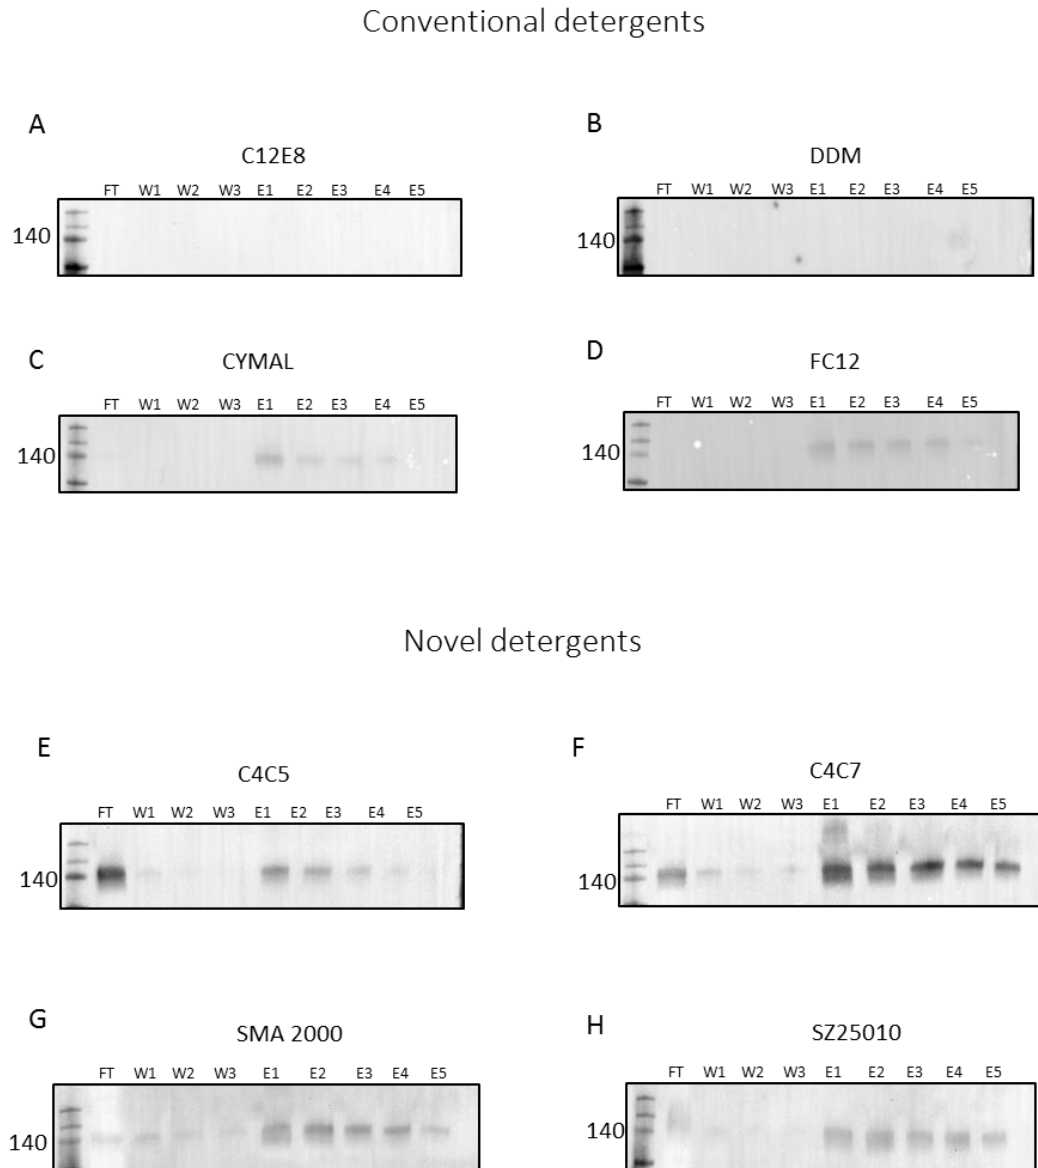 Conventional detergents
A
B
C12E8
DDM
FT W1 W2 W3 E1 E2 E3 E4 E5
FT W1 W2 W3 E1 E2 E3 E4 E5
140
140
C
D
CYMAL
FC12
FT W1 W2 W3 E1 E2 E3 E4 E5
FT W1 W2 W3 E1 E2 E3 E4 E5
140
140
Novel detergents
E
F
C4C5
C4C7
FT W1 W2 W3 E1 E2 E3 E4 E5
FT W1 W2 W3 E1 E2 E3 E4 E5
140
140
G
H
SMA 2000
SZ25010
FT W1 W2 W3 E1 E2 E3 E4 E5
FT W1 W2 W3 E1 E2 E3 E4 E5
140
140